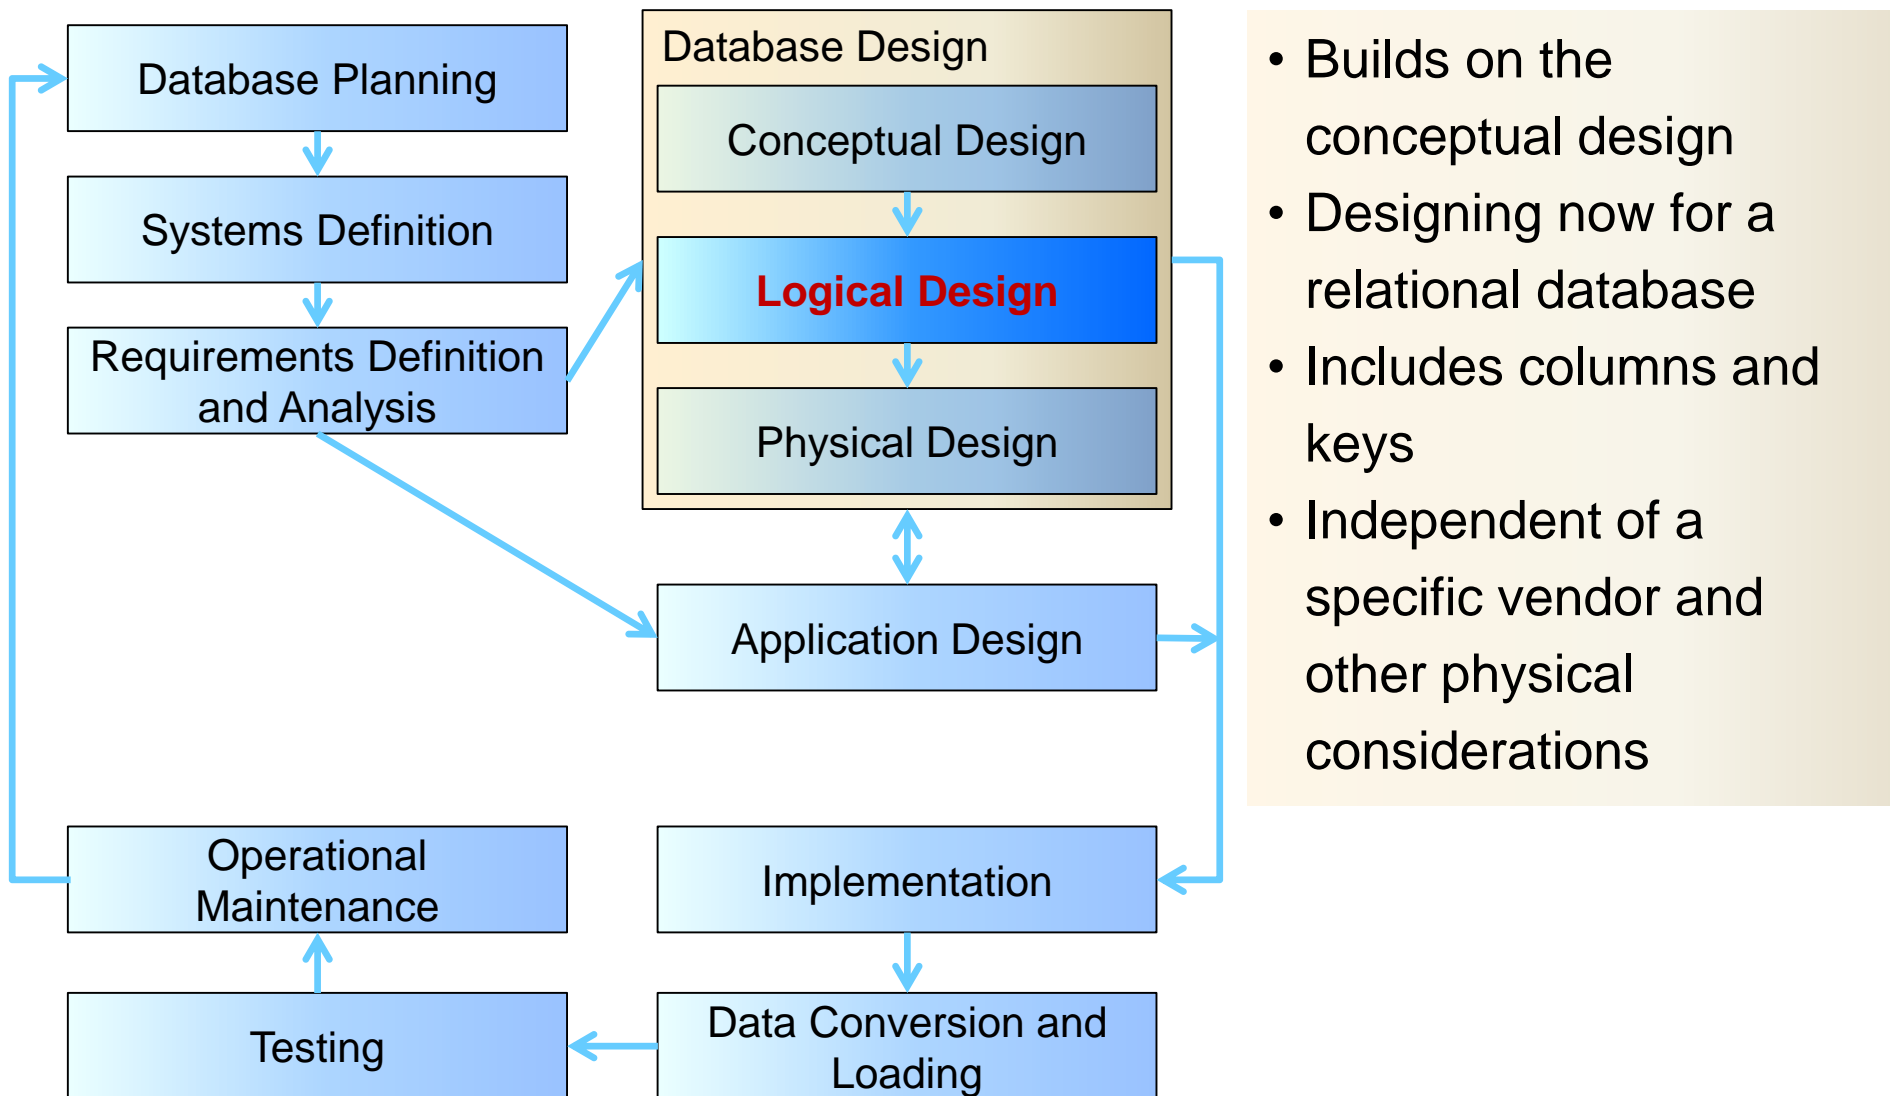 Database Planning
Systems Definition
Requirements Definition
and Analysis
Database Design
Conceptual Design
Logical Design
Physical Design
Application Design
Operational
Maintenance
Implementation
Testing
Data Conversion and
Loading
• Builds on the
conceptual design
• Designing now for a
relational database
• Includes columns and
keys
• Independent of a
specific vendor and
other physical
considerations